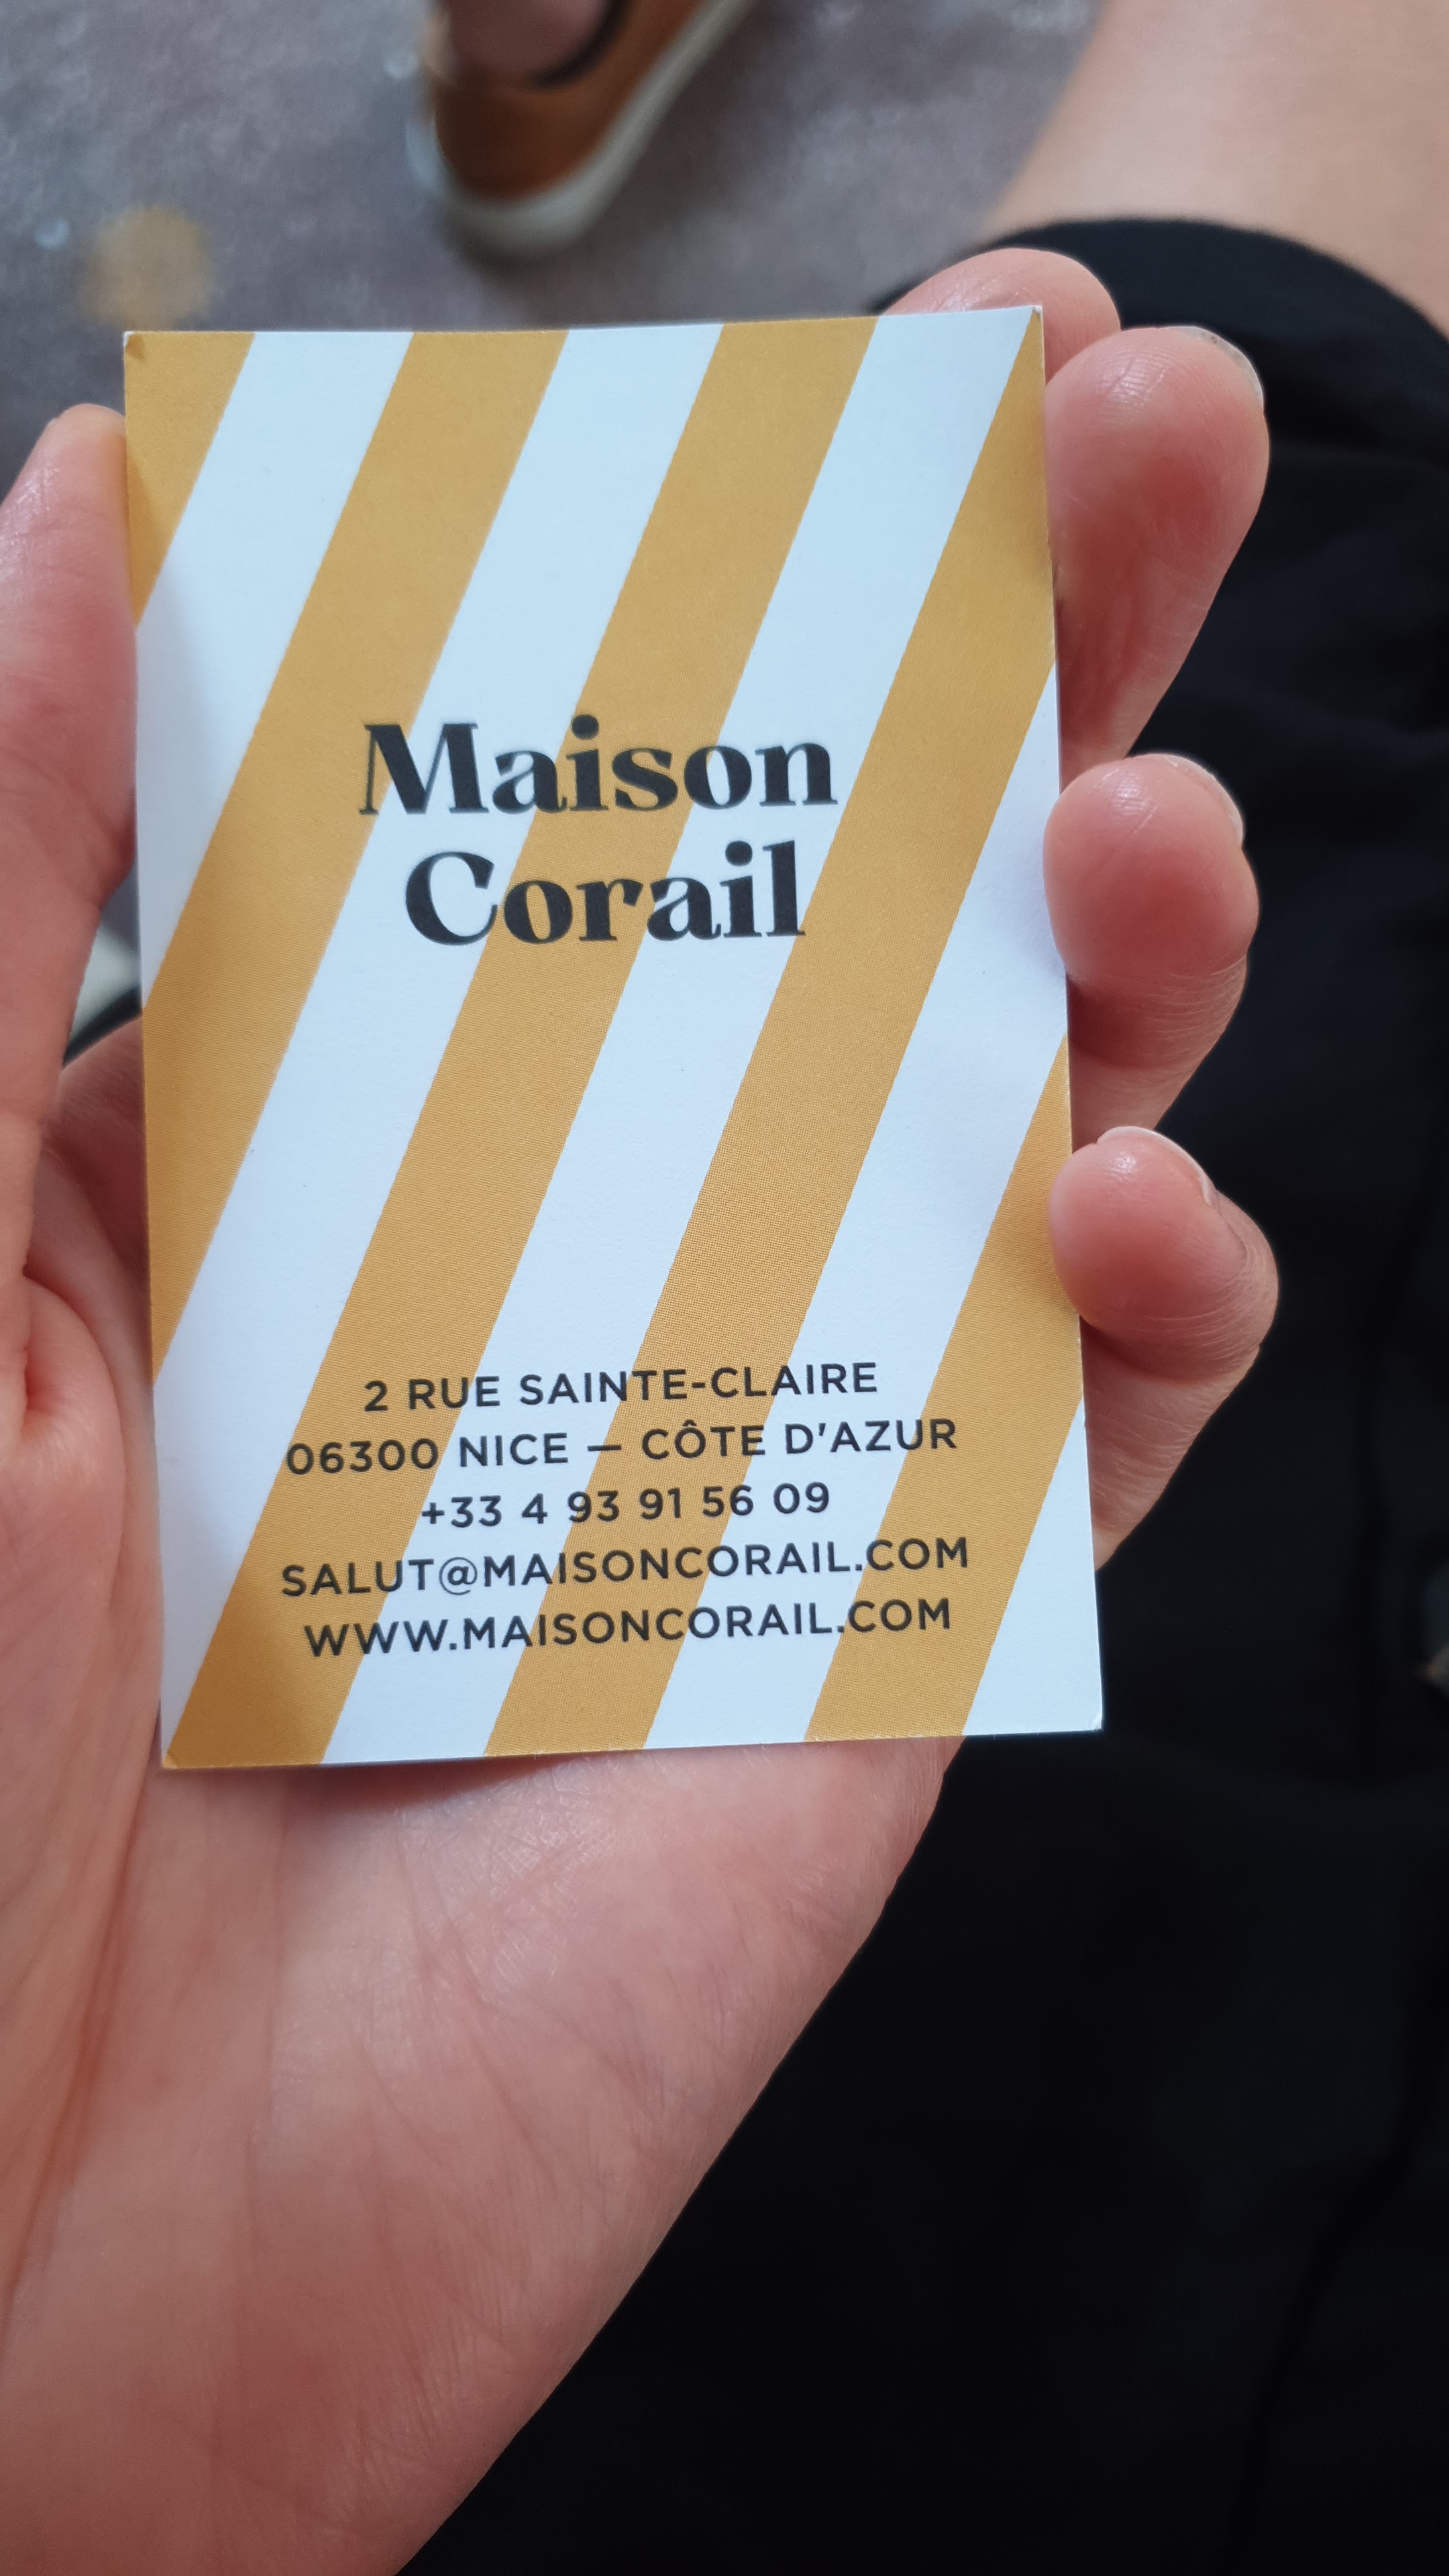 Maison
Corail
2 RUE SAINTE-CLAIRE
06300 NICE — CÔTE D'AZUR
+33 4 93 91 56 09
SALUT@MAISONCORAIL.COM
WWW.MAISONCORAIL.COM